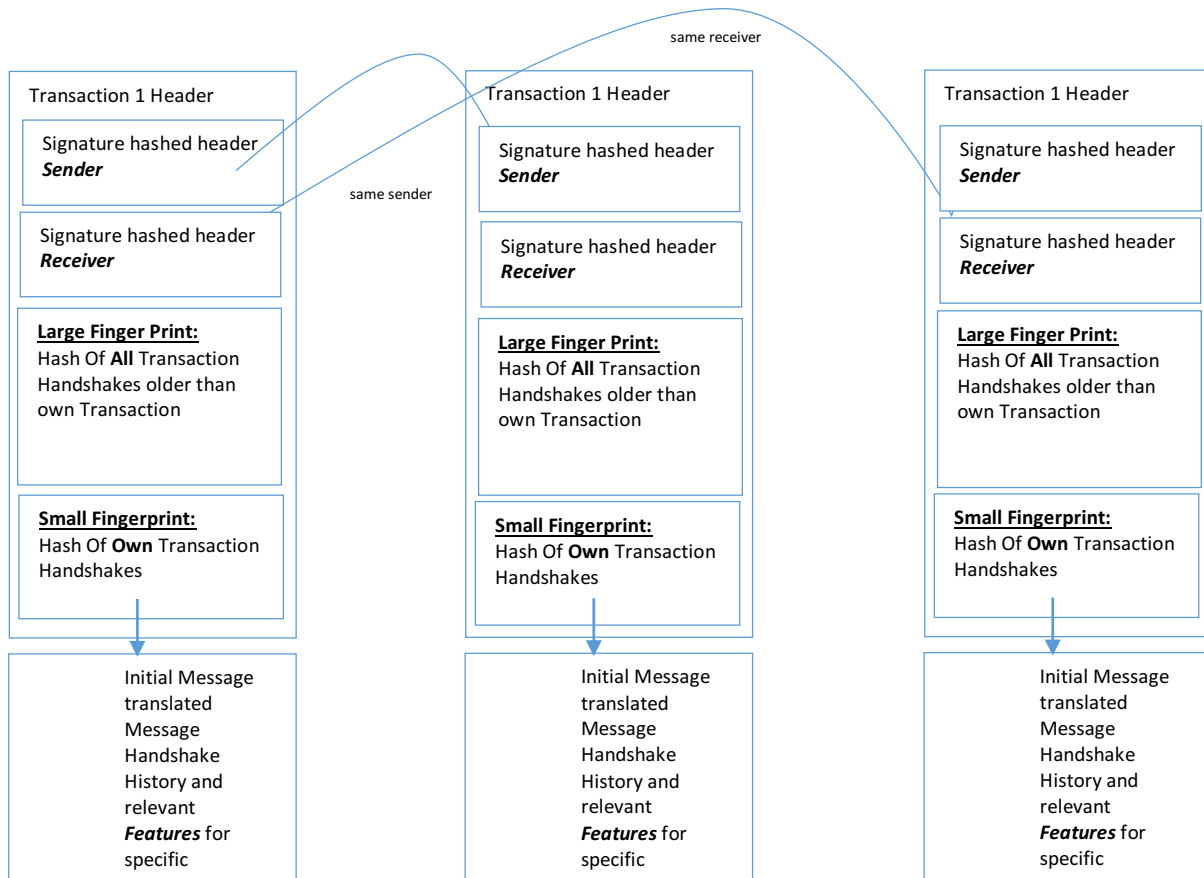 same receiver
Transaction 1 Header
Signature hashed header
Sender
same sender
Signature hashed header
Receiver
Large Finger Print:
Hash Of All Transaction
Handshakes older than
own Transaction
Small Fingerprint:
Hash Of Own Transaction
Handshakes
Initial Message
translated
Message
Handshake
History and
relevant
Features for
specific
Transaction 1 Header
Signature hashed header
Sender
Signature hashed header
Receiver
Large Finger Print:
Hash Of All Transaction
Handshakes older than
own Transaction
Small Fingerprint:
Hash Of Own Transaction
Handshakes
Initial Message
translated
Message
Handshake
History and
relevant
Features for
specific
Transaction 1 Header
Signature hashed header
Sender
Signature hashed header
Receiver
Large Finger Print:
Hash Of All Transaction
Handshakes older than
own Transaction
Small Fingerprint:
Hash Of Own Transaction
Handshakes
Initial Message
translated
Message
Handshake
History and
relevant
Features for
specific